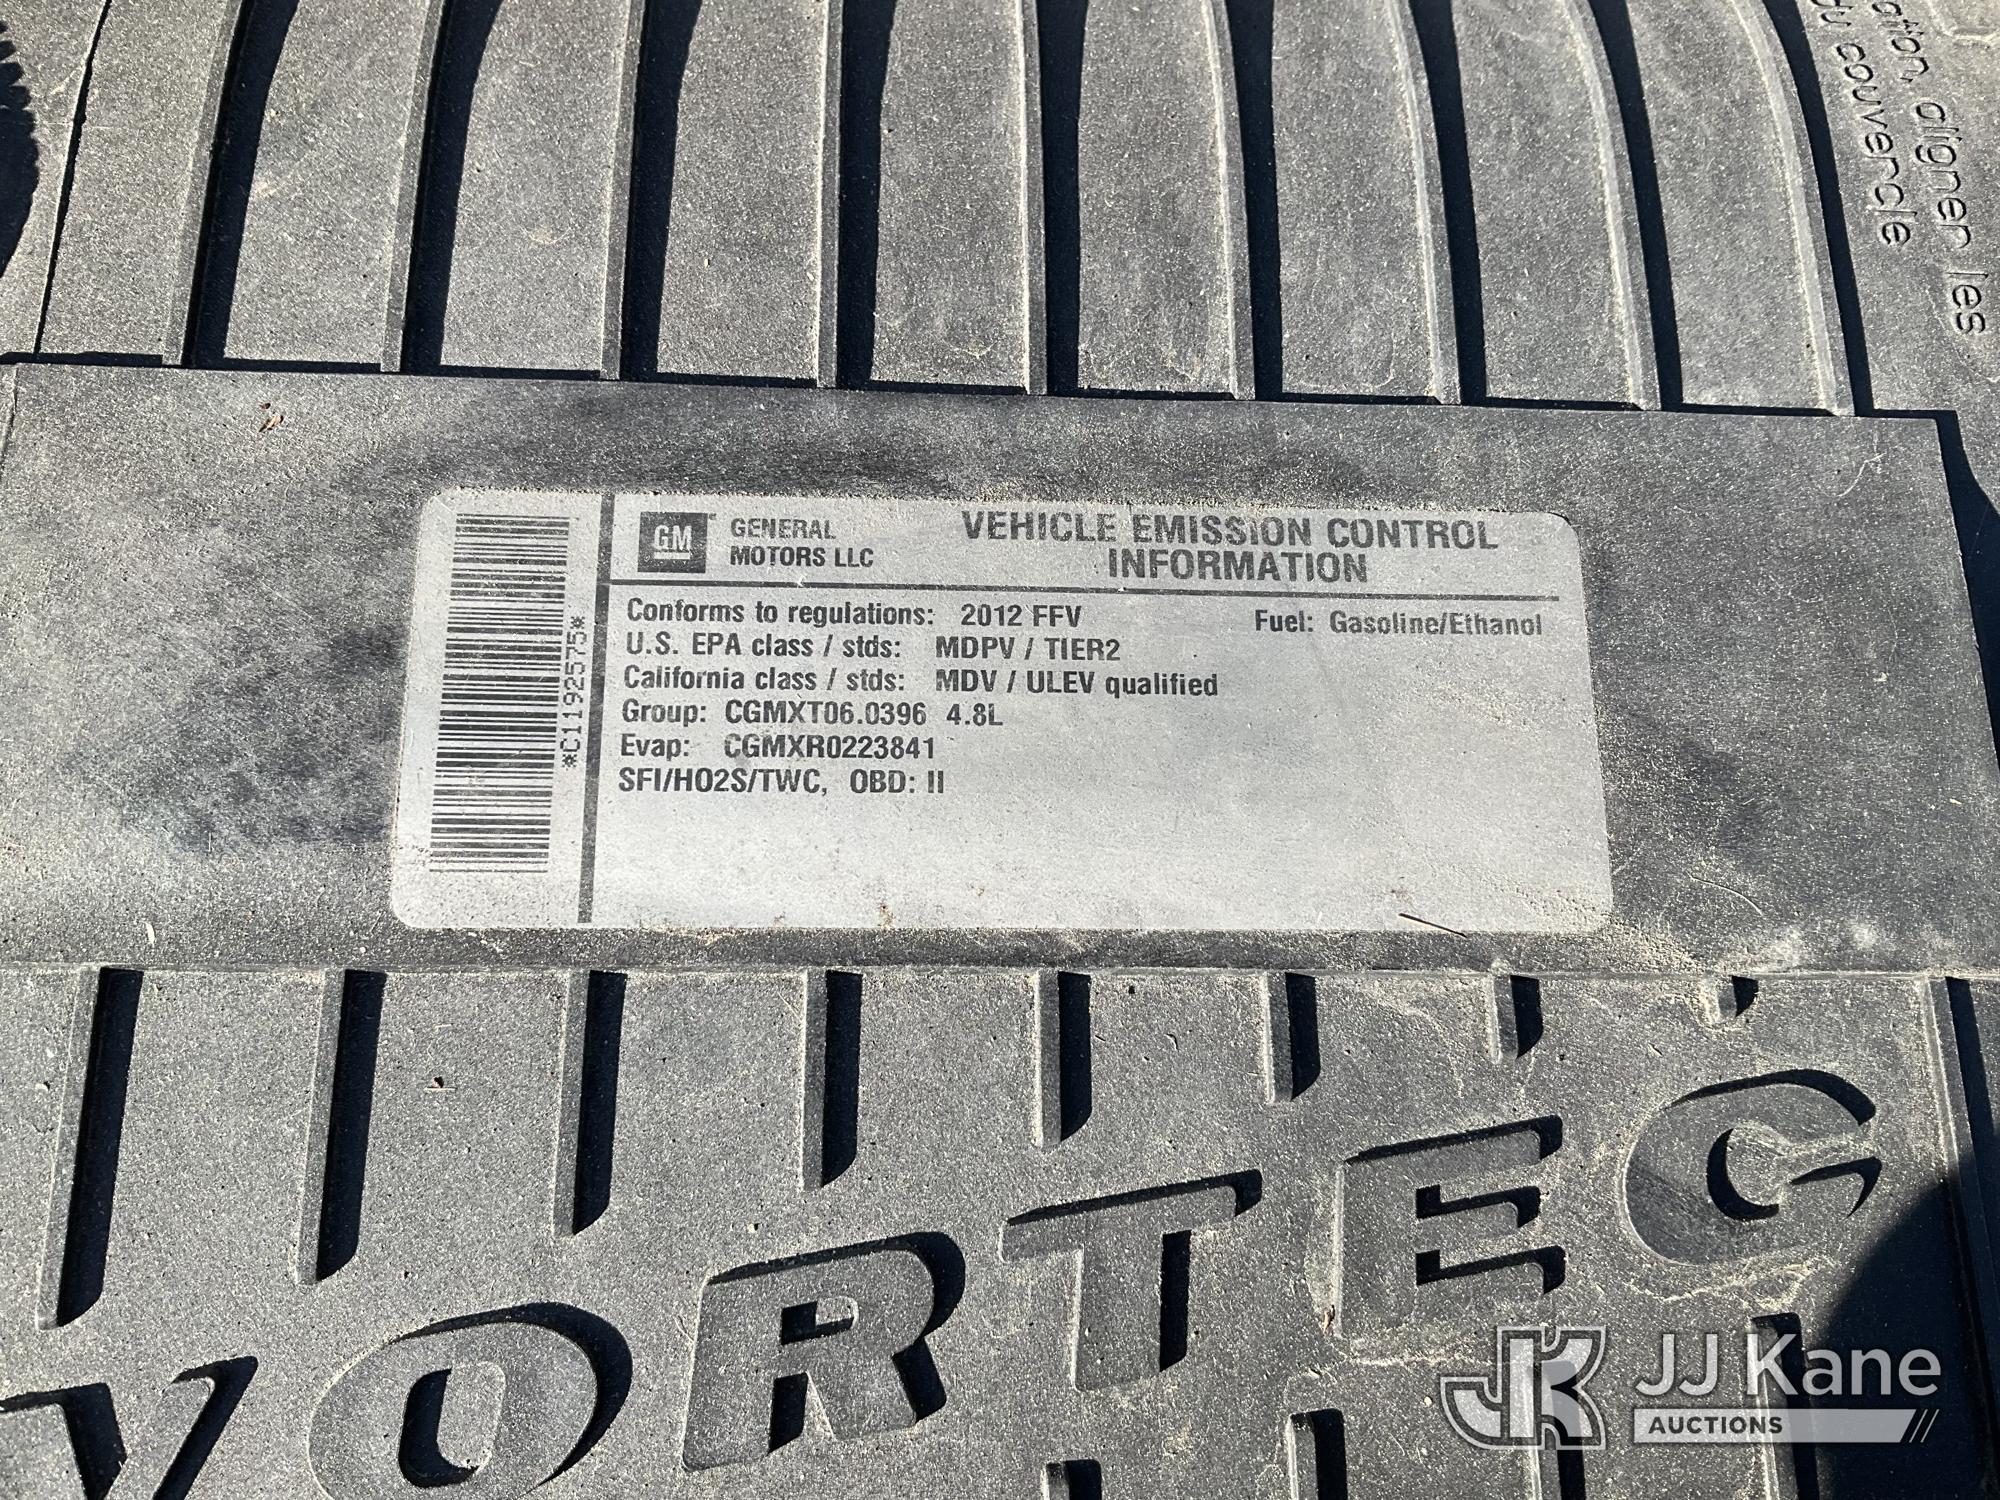 ation, aligner les
du couvercle
GM GENERAL
MOTORS LLC
VEHICLE EMISSION CONTROL
INFORMATION
Conforms to regulations: 2012 FFV
Fuel: Gasoline/Ethanol
U.S. EPA class / stds: MDPV / TIER2
California class / stds: MDV / ULEV qualified
Group: CGMXT06.0396 4.8L
Evap: CGMXR0223841
SFI/HO2S/TWC, OBD: II
*C1192575*
VORTEC
JK JJ Kane
AUCTIONS